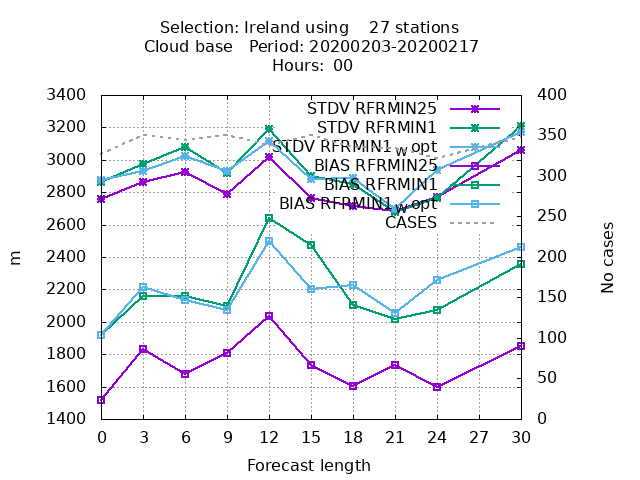 Selection: Ireland using    27 stations
Cloud base   Period: 20200203-20200217
Hours:  00
3400
3200
3000
2800
2600
2400
2200
2000
1800
1600
1400
400
350
300
250
200
150
100
50
0
STDV RFRMIN25
STDV RFRMIN1
STDV RFRMIN1w opt
BIAS RFRMIN25
BIAS RFRMIN1
BIAS RFRMIN1w opt
CASES
m
No cases
0 3 6 9 12 15 18 21 24 27 30
Forecast length